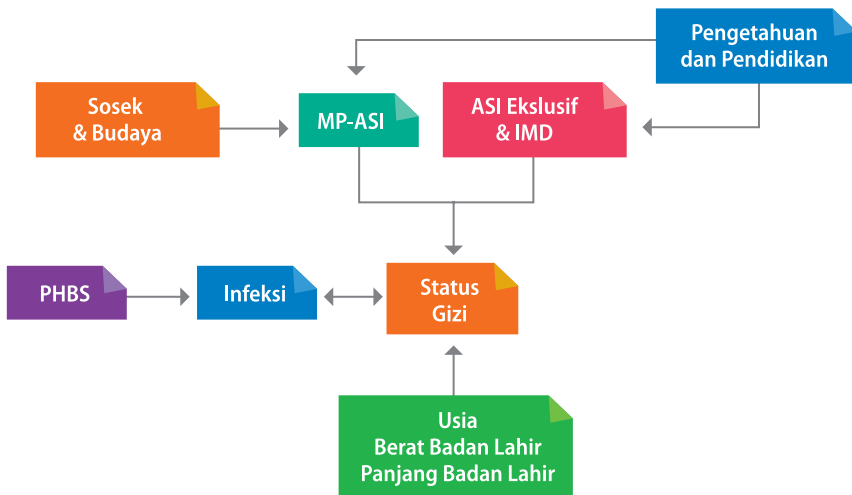 Pengetahuan
dan Pendidikan
Sosek
& Budaya
MP-ASI
ASI Ekslusif
& IMD
PHBS
Infeksi
Status
Gizi
Usia
Berat Badan Lahir
Panjang Badan Lahir